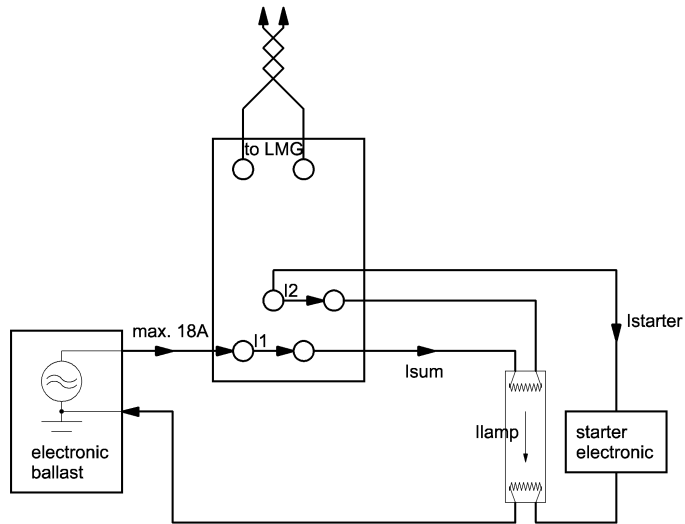 to LMG
I2
Istarter
max. 18A
I1
Isum
Ilamp
starter
electronic
electronic
ballast